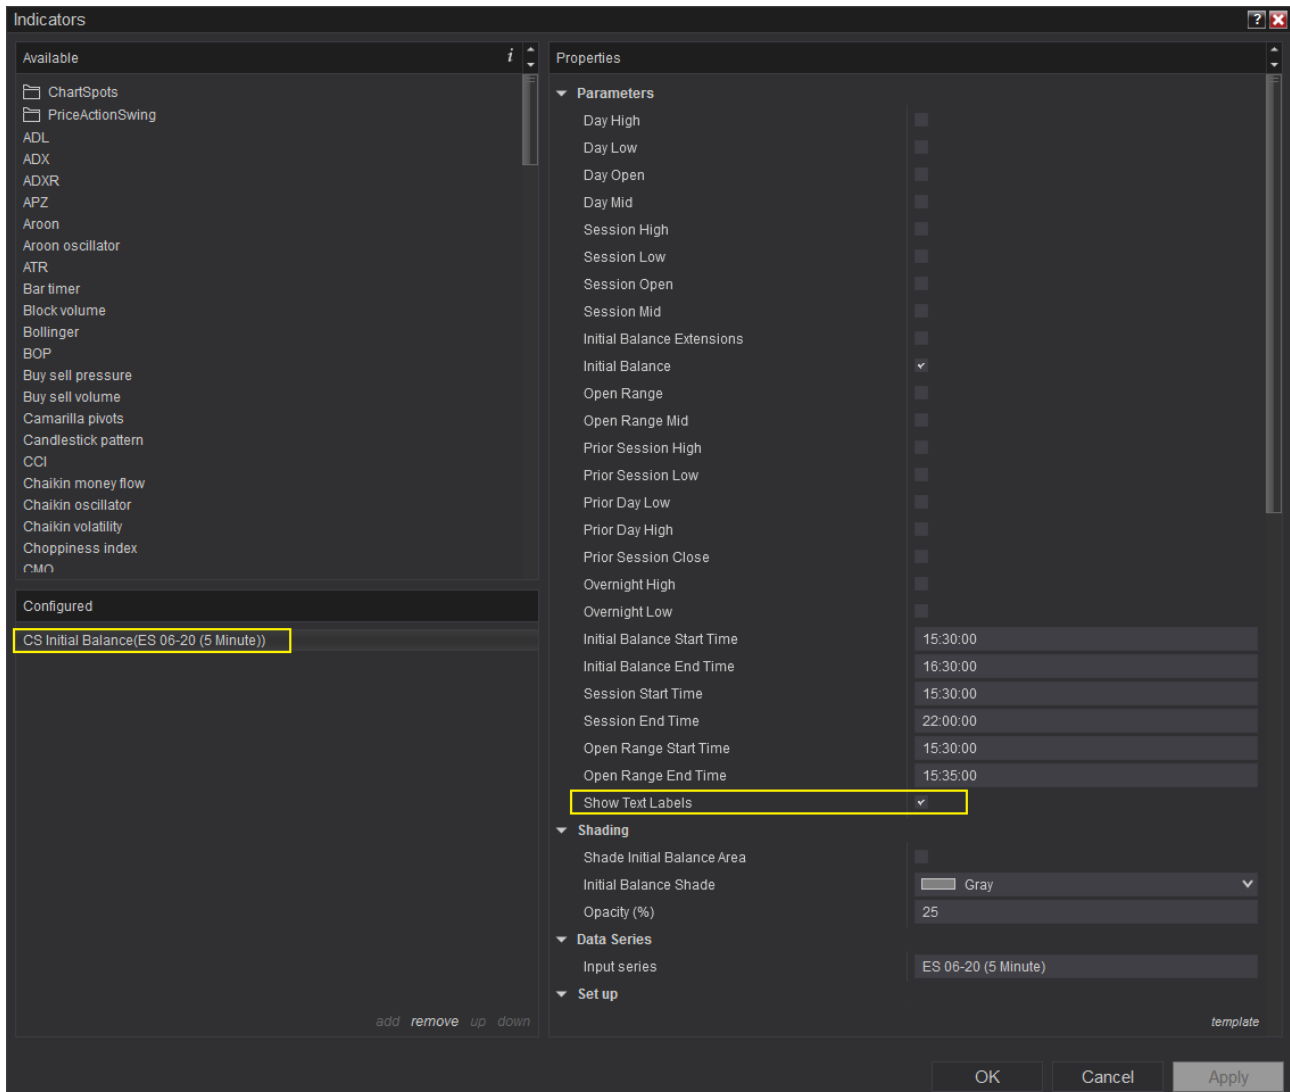 Indicators
?
Available
i
ChartSpots
PriceActionSwing
ADL
ADX
ADXR
APZ
Aroon
Aroon oscillator
ATR
Bar timer
Block volume
Bollinger
BOP
Buy sell pressure
Buy sell volume
Camarilla pivots
Candlestick pattern
CCI
Chaikin money flow
Chaikin oscillator
Chaikin volatility
Choppiness index
CMO
Configured
CS Initial Balance(ES 06-20 (5 Minute))
add remove up down
Properties
Parameters
Day High
Day Low
Day Open
Day Mid
Session High
Session Low
Session Open
Session Mid
Initial Balance Extensions
Initial Balance
Open Range
Open Range Mid
Prior Session High
Prior Session Low
Prior Day Low
Prior Day High
Prior Session Close
Overnight High
Overnight Low
Initial Balance Start Time 15:30:00
Initial Balance End Time 16:30:00
Session Start Time 15:30:00
Session End Time 22:00:00
Open Range Start Time 15:30:00
Open Range End Time 15:35:00
Show Text Labels
Shading
Shade Initial Balance Area
Initial Balance Shade Gray
Opacity (%) 25
Data Series
Input series ES 06-20 (5 Minute)
Set up
template
OK Cancel Apply